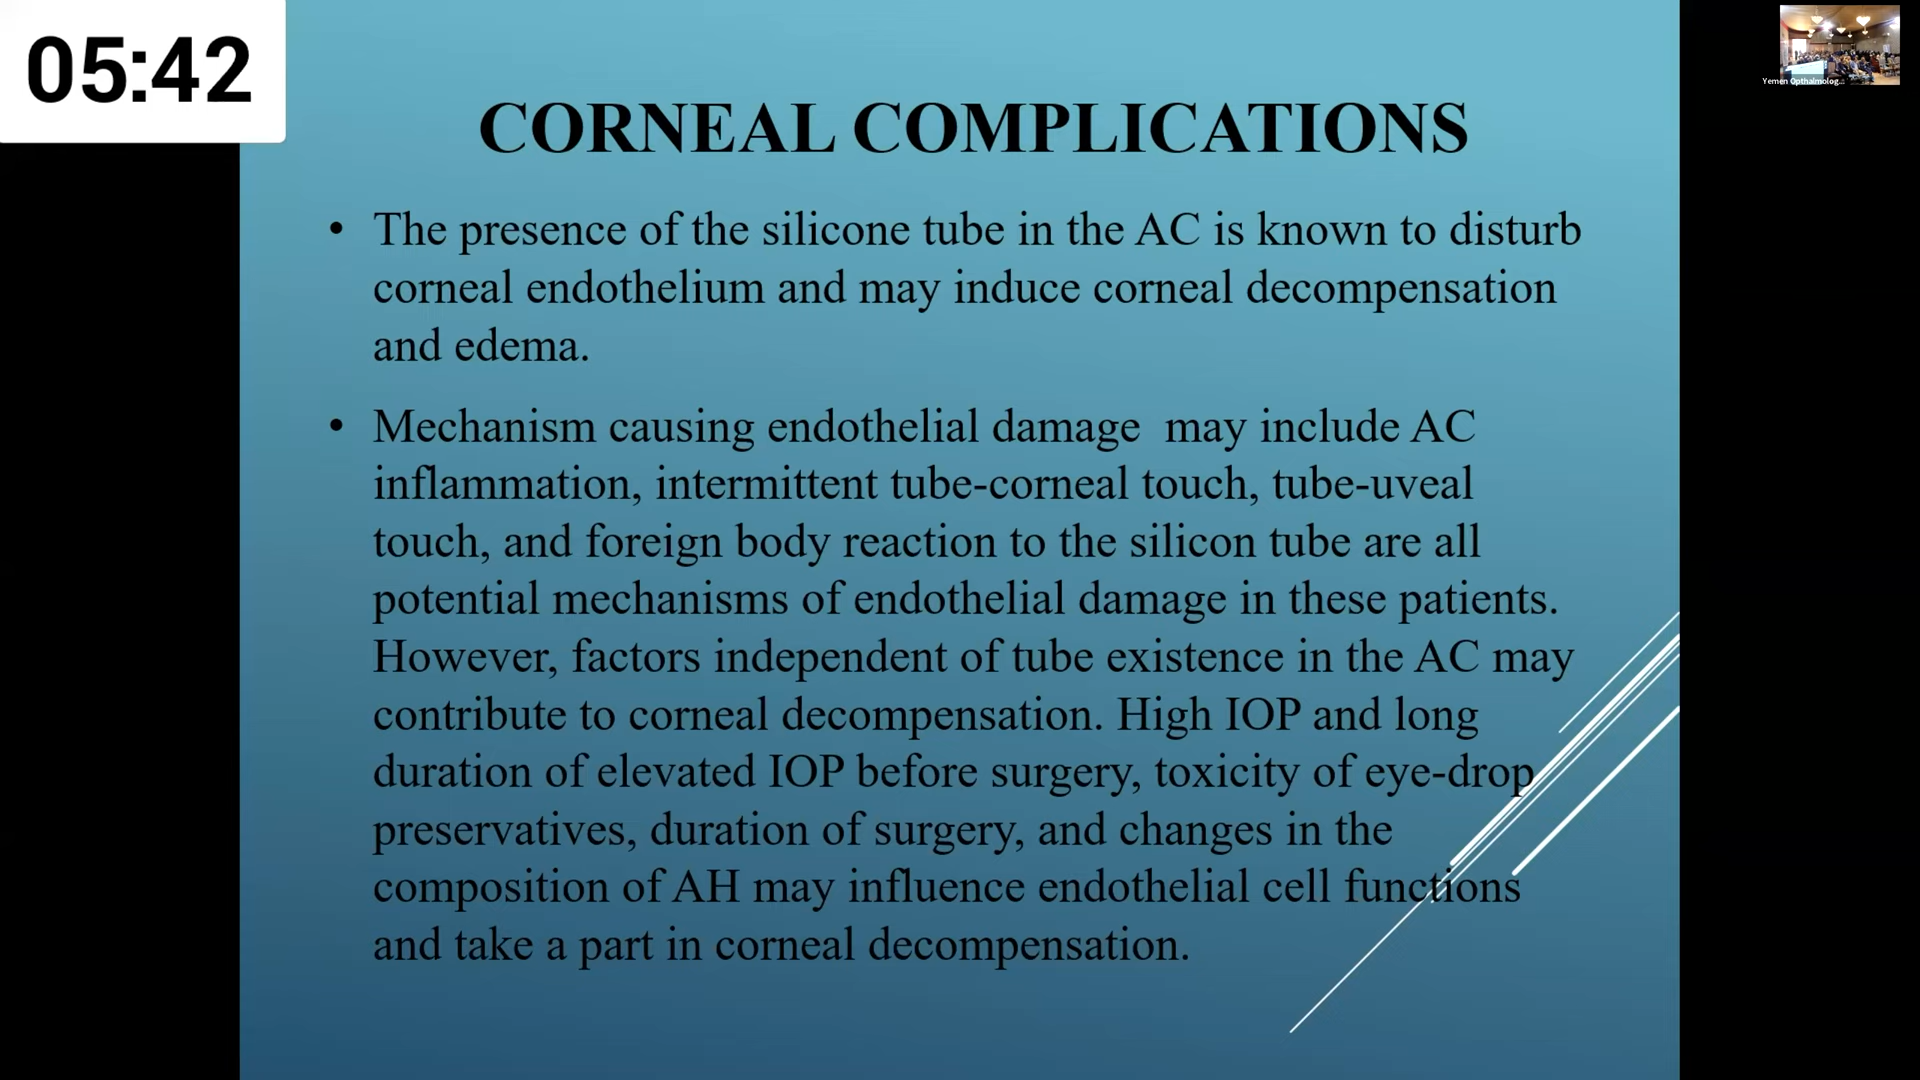 05:42
Yemen Opthalmolog...
CORNEAL COMPLICATIONS
• The presence of the silicone tube in the AC is known to disturb
corneal endothelium and may induce corneal decompensation
and edema.
• Mechanism causing endothelial damage  may include AC
inflammation, intermittent tube-corneal touch, tube-uveal
touch, and foreign body reaction to the silicon tube are all
potential mechanisms of endothelial damage in these patients.
However, factors independent of tube existence in the AC may
contribute to corneal decompensation. High IOP and long
duration of elevated IOP before surgery, toxicity of eye-drop
preservatives, duration of surgery, and changes in the
composition of AH may influence endothelial cell functions
and take a part in corneal decompensation.